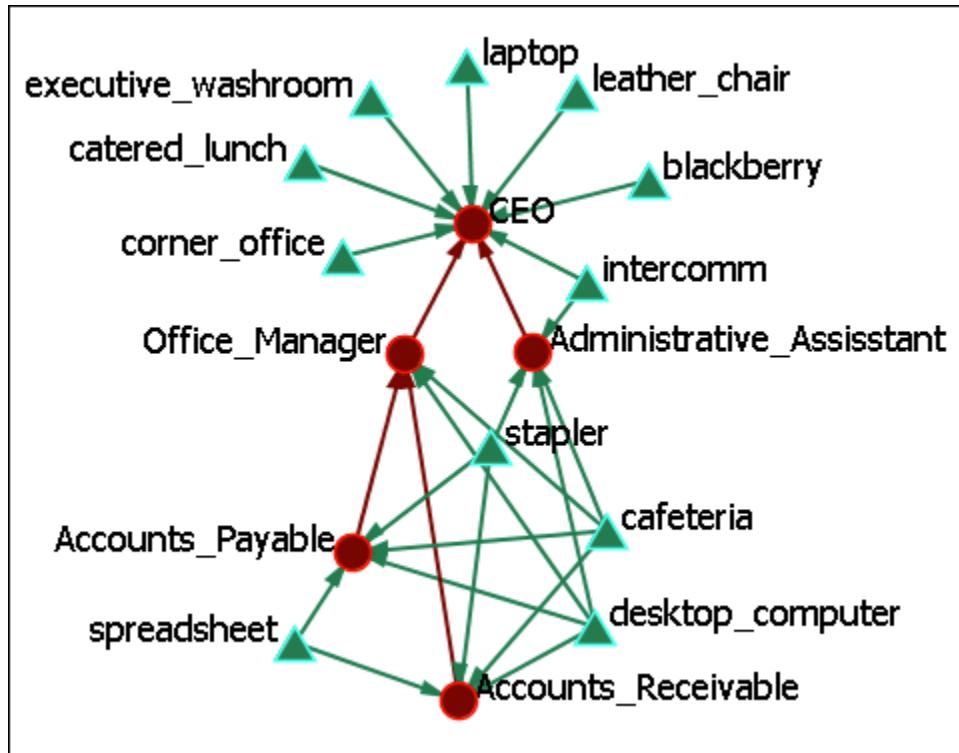 laptop
executive_washroom
leather_chair
catered_lunch
blackberry
CEO
corner_office
intercomm
Office_Manager
Administrative_Assisstant
stapler
cafeteria
Accounts_Payable
desktop_computer
spreadsheet
Accounts_Receivable